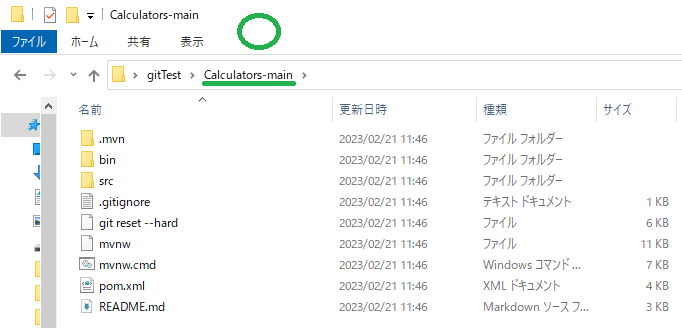 Calculators-main
ファイル ホーム 共有 表示
gitTest Calculators-main
名前 更新日時 種類 サイズ
.mvn 2023/02/21 11:46 ファイル フォルダー
bin 2023/02/21 11:46 ファイル フォルダー
src 2023/02/21 11:46 ファイル フォルダー
.gitignore 2023/02/21 11:46 テキスト ドキュメント 1 KB
git reset --hard 2023/02/21 11:46 ファイル 6 KB
mvnw 2023/02/21 11:46 ファイル 11 KB
mvnw.cmd 2023/02/21 11:46 Windows コマンド ... 7 KB
pom.xml 2023/02/21 11:46 XML ドキュメント 4 KB
README.md 2023/02/21 11:46 Markdown ソース フ... 3 KB